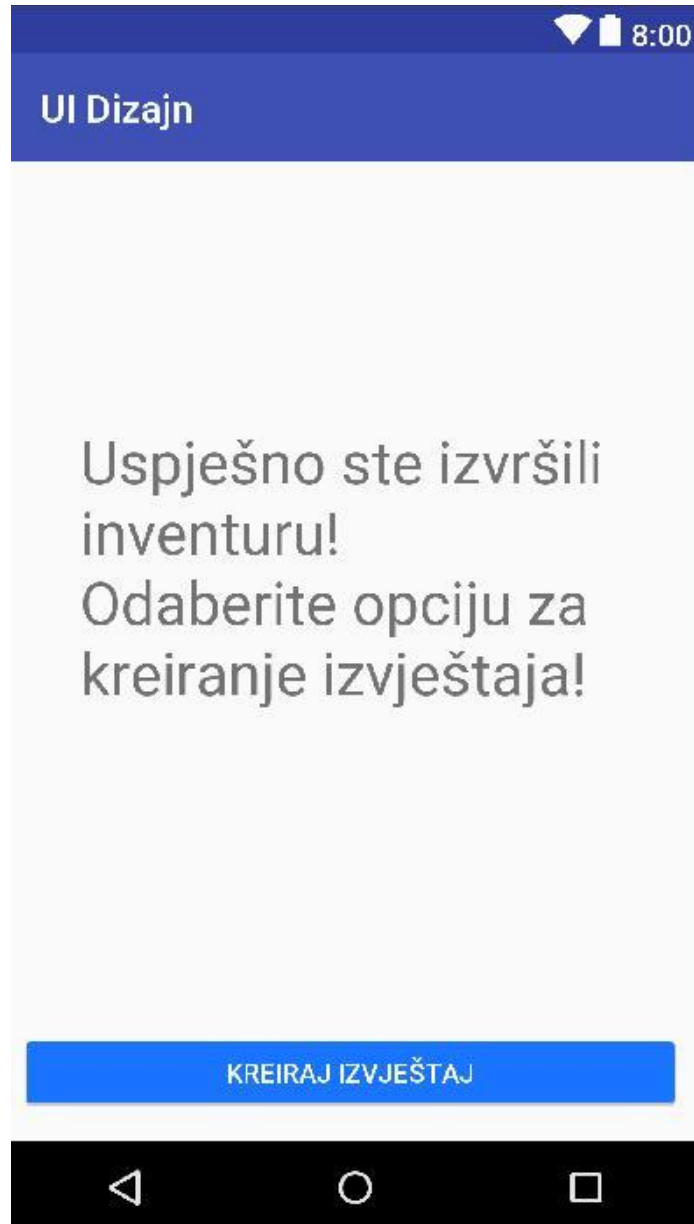 8:00
UI Dizajn
Uspješno ste izvršili
inventuru!
Odaberite opciju za
kreiranje izvještaja!
KREIRAJ IZVJEŠTAJ